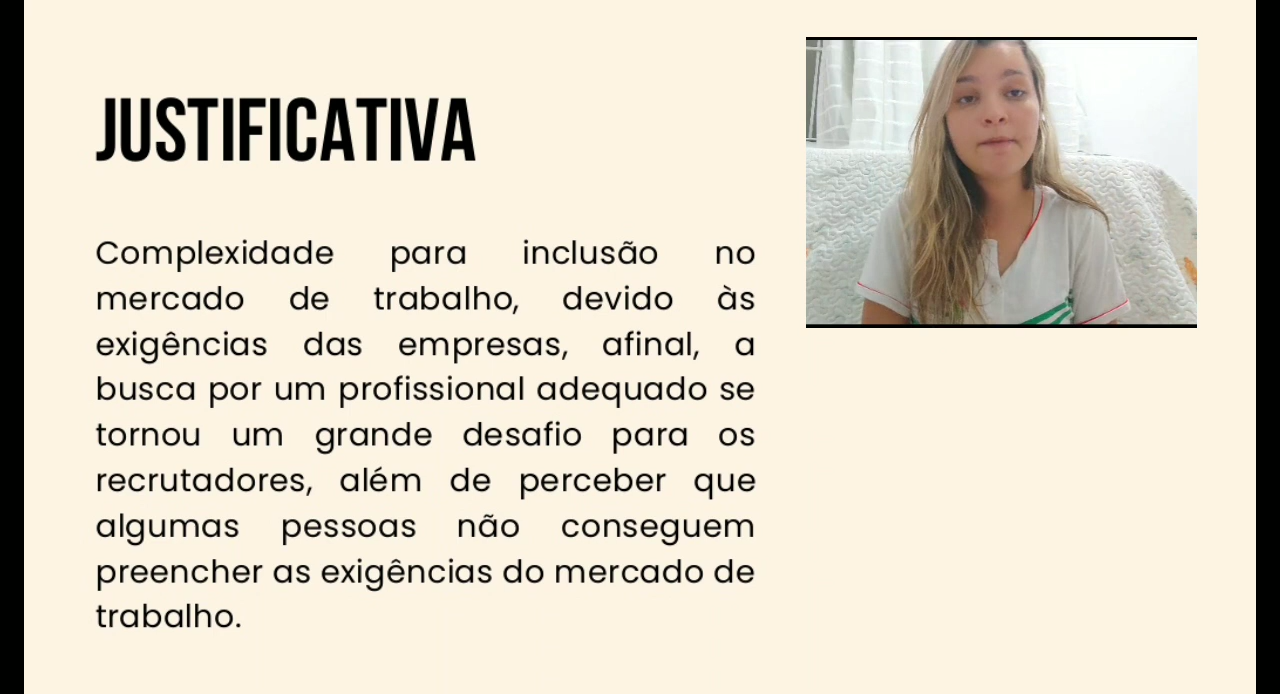 JUSTIFICATIVA
Complexidade para inclusão no
mercado de trabalho, devido às
exigências das empresas, afinal, a
busca por um profissional adequado se
tornou um grande desafio para os
recrutadores, além de perceber que
algumas pessoas não conseguem
preencher as exigências do mercado de
trabalho.